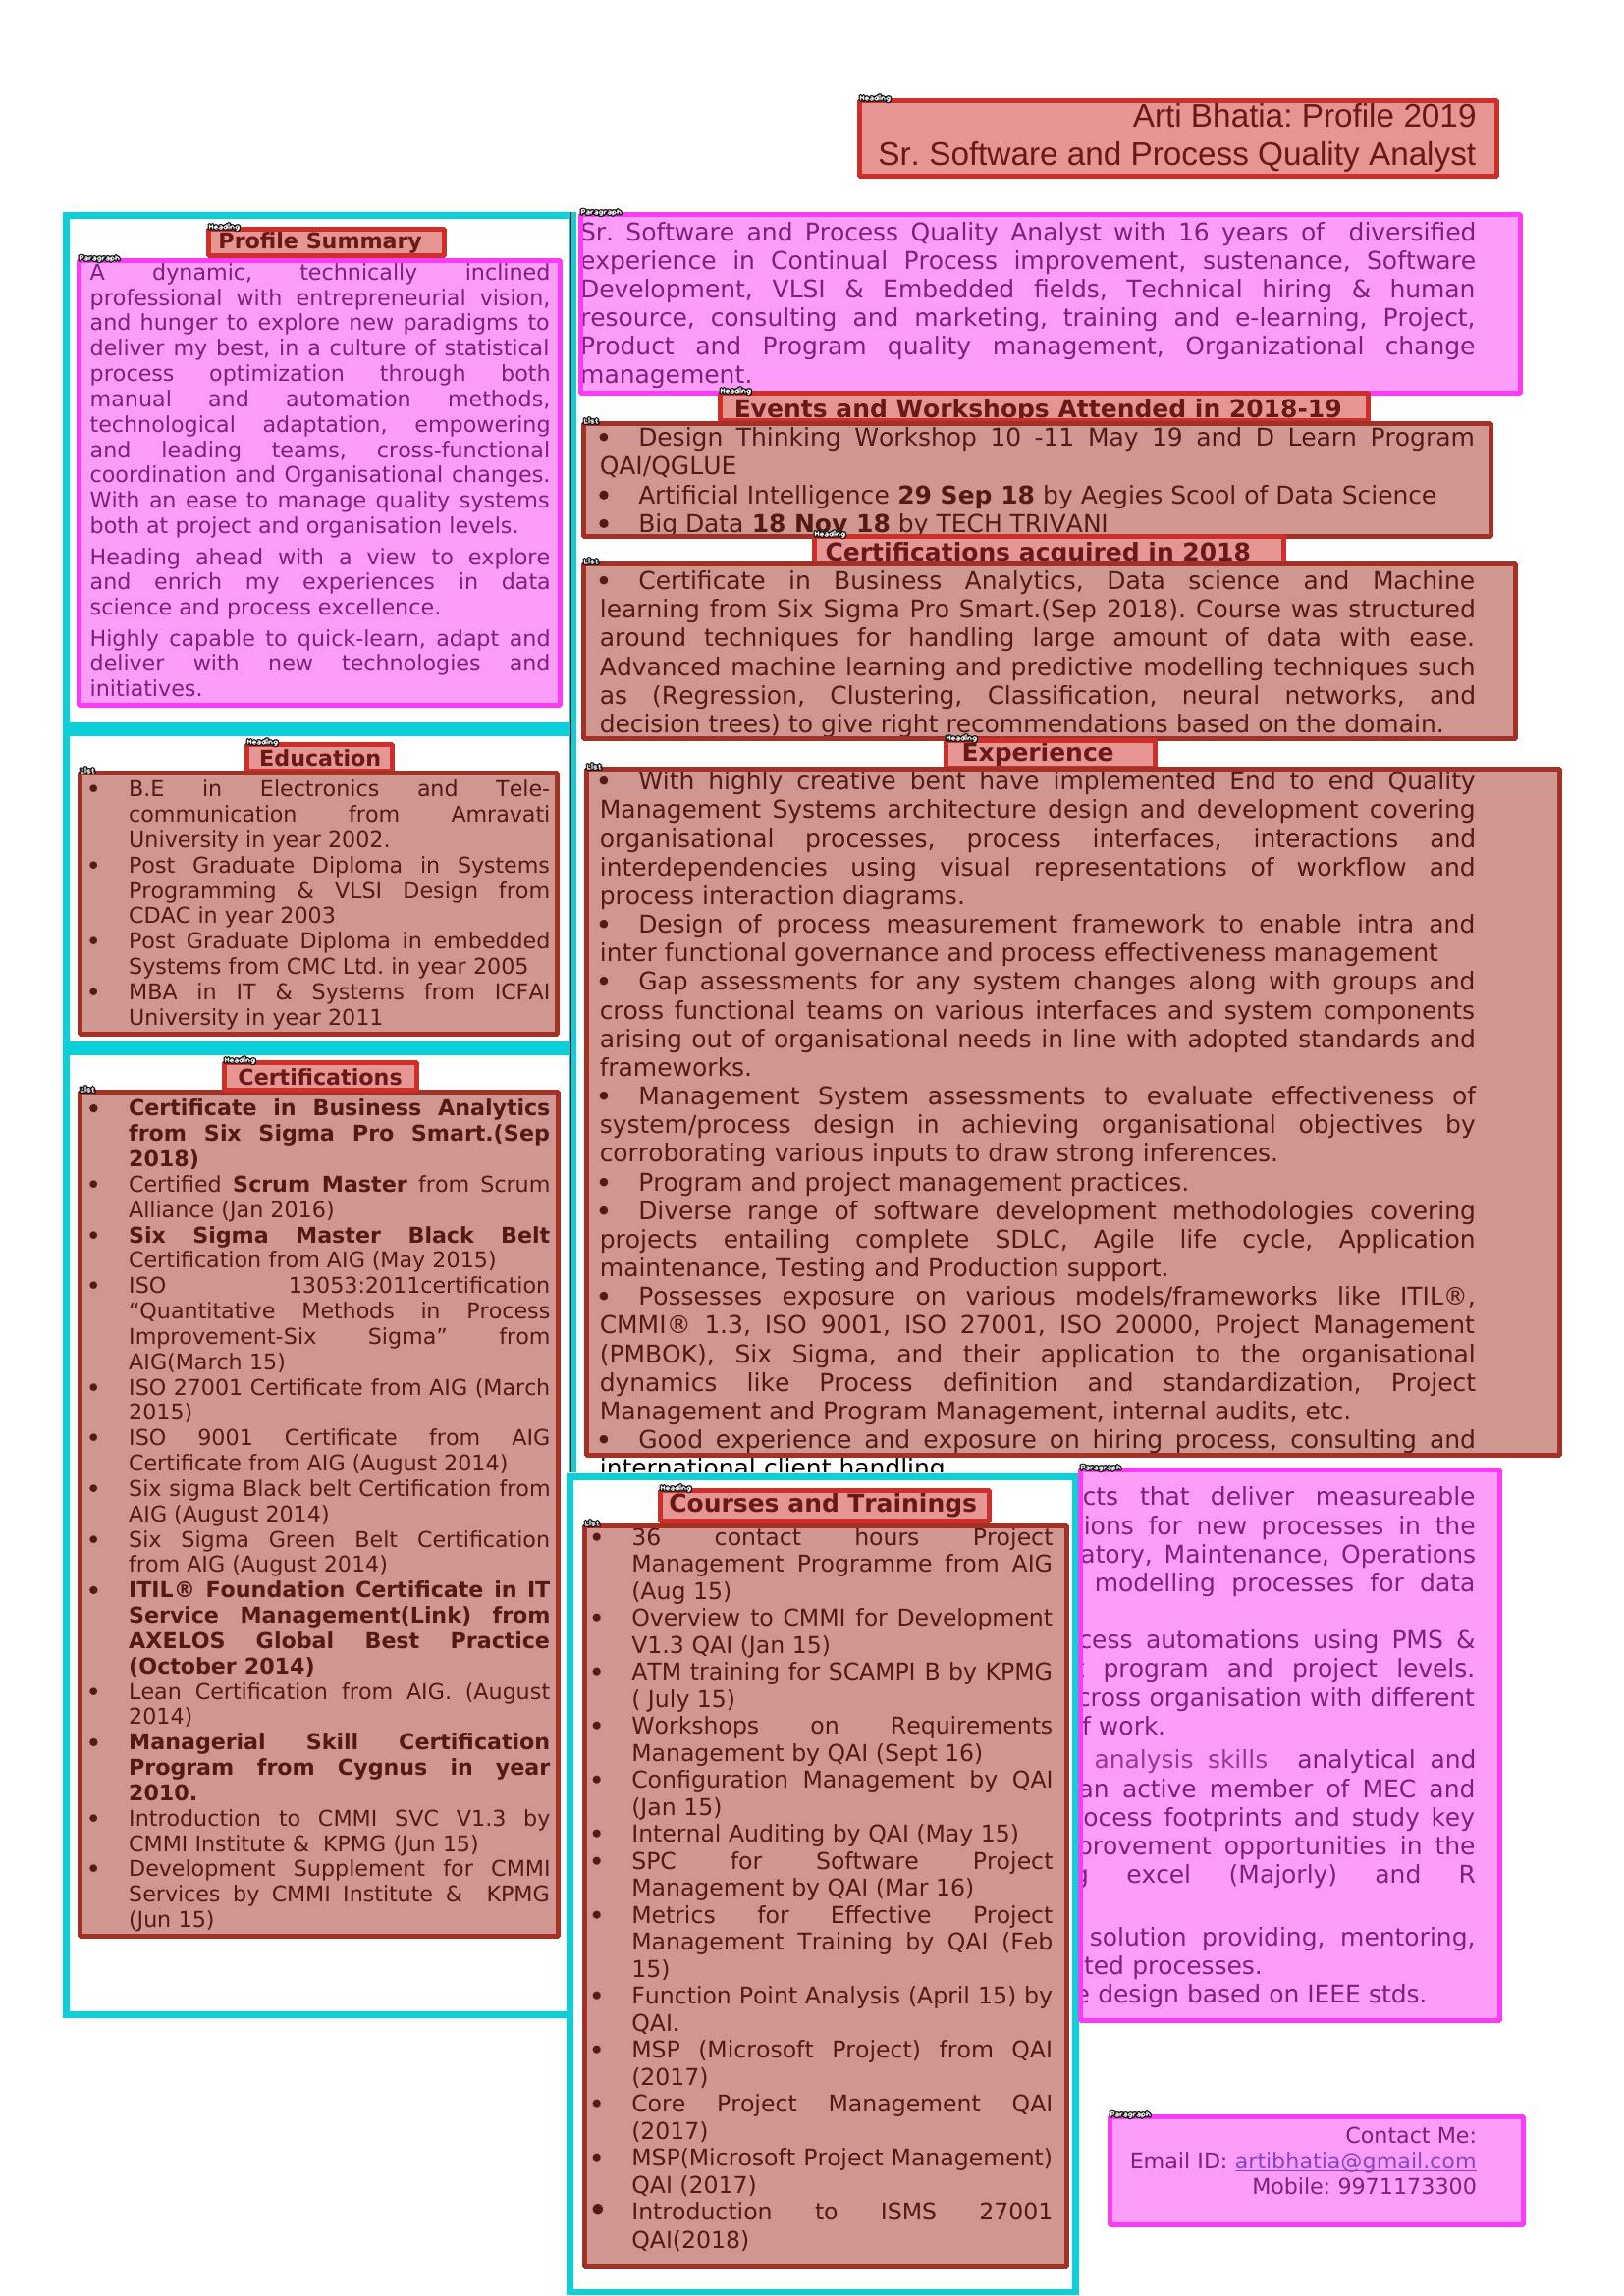 Arti Bhatia: Profile 2019
Sr. Software and Process Quality Analyst
Heading
Profile Summary
Paragraph
A dynamic, technically inclined
professional with entrepreneurial vision,
and hunger to explore new paradigms to
deliver my best, in a culture of statistical
process optimization through both
manual and automation methods,
technological adaptation, empowering
and leading teams, cross-functional
coordination and Organisational changes.
With an ease to manage quality systems
both at project and organisation levels.
Heading ahead with a view to explore
and enrich my experiences in data
science and process excellence.
Highly capable to quick-learn, adapt and
deliver with new technologies and
initiatives.
Heading
Education
List
• B.E in Electronics and Tele-
communication from Amravati
University in year 2002.
• Post Graduate Diploma in Systems
Programming & VLSI Design from
CDAC in year 2003
• Post Graduate Diploma in embedded
Systems from CMC Ltd. in year 2005
• MBA in IT & Systems from ICFAI
University in year 2011
Heading
Certifications
List
• Certificate in Business Analytics
from Six Sigma Pro Smart.(Sep
2018)
• Certified Scrum Master from Scrum
Alliance (Jan 2016)
• Six Sigma Master Black Belt
Certification from AIG (May 2015)
• ISO 13053:2011certification
“Quantitative Methods in Process
Improvement-Six Sigma” from
AIG(March 15)
• ISO 27001 Certificate from AIG (March
2015)
• ISO 9001 Certificate from AIG
Certificate from AIG (August 2014)
• Six sigma Black belt Certification from
AIG (August 2014)
• Six Sigma Green Belt Certification
from AIG (August 2014)
• ITIL® Foundation Certificate in IT
Service Management(Link) from
AXELOS Global Best Practice
(October 2014)
• Lean Certification from AIG. (August
2014)
• Managerial Skill Certification
Program from Cygnus in year
2010.
• Introduction to CMMI SVC V1.3 by
CMMI Institute & KPMG (Jun 15)
• Development Supplement for CMMI
Services by CMMI Institute & KPMG
(Jun 15)
Heading
Paragraph
Sr. Software and Process Quality Analyst with 16 years of diversified
experience in Continual Process improvement, sustenance, Software
Development, VLSI & Embedded fields, Technical hiring & human
resource, consulting and marketing, training and e-learning, Project,
Product and Program quality management, Organizational change
management.
Heading
Events and Workshops Attended in 2018-19
List
• Design Thinking Workshop 10 -11 May 19 and D Learn Program
QAI/QGLUE
• Artificial Intelligence 29 Sep 18 by Aegies Scool of Data Science
• Big Data 18 Nov 18 by TECH TRIVANI
Heading
Certifications acquired in 2018
List
• Certificate in Business Analytics, Data science and Machine
learning from Six Sigma Pro Smart.(Sep 2018). Course was structured
around techniques for handling large amount of data with ease.
Advanced machine learning and predictive modelling techniques such
as (Regression, Clustering, Classification, neural networks, and
decision trees) to give right recommendations based on the domain.
Heading
Experience
List
• With highly creative bent have implemented End to end Quality
Management Systems architecture design and development covering
organisational processes, process interfaces, interactions and
interdependencies using visual representations of workflow and
process interaction diagrams.
• Design of process measurement framework to enable intra and
inter functional governance and process effectiveness management
• Gap assessments for any system changes along with groups and
cross functional teams on various interfaces and system components
arising out of organisational needs in line with adopted standards and
frameworks.
• Management System assessments to evaluate effectiveness of
system/process design in achieving organisational objectives by
corroborating various inputs to draw strong inferences.
• Program and project management practices.
• Diverse range of software development methodologies covering
projects entailing complete SDLC, Agile life cycle, Application
maintenance, Testing and Production support.
• Possesses exposure on various models/frameworks like ITIL®,
CMMI® 1.3, ISO 9001, ISO 27001, ISO 20000, Project Management
(PMBOK), Six Sigma, and their application to the organisational
dynamics like Process definition and standardization, Project
Management and Program Management, internal audits, etc.
• Good experience and exposure on hiring process, consulting and
international client handling
Heading
Courses and Trainings
List
• 36 contact hours Project
Management Programme from AIG
(Aug 15)
• Overview to CMMI for Development
V1.3 QAI (Jan 15)
• ATM training for SCAMPI B by KPMG
( July 15)
• Workshops on Requirements
Management by QAI (Sept 16)
• Configuration Management by QAI
(Jan 15)
• Internal Auditing by QAI (May 15)
• SPC for Software Project
Management by QAI (Mar 16)
• Metrics for Effective Project
Management Training by QAI (Feb
15)
• Function Point Analysis (April 15) by
QAI.
• MSP (Microsoft Project) from QAI
(2017)
• Core Project Management QAI
(2017)
• MSP(Microsoft Project Management)
QAI (2017)
• Introduction to ISMS 27001
QAI(2018)
Paragraph
cts that deliver measureable
ions for new processes in the
atory, Maintenance, Operations
modelling processes for data
cess automations using PMS &
program and project levels.
cross organisation with different
f work.
analysis skills analytical and
an active member of MEC and
ocess footprints and study key
provement opportunities in the
excel (Majorly) and R
solution providing, mentoring,
ted processes.
e design based on IEEE stds.
Paragraph
Contact Me:
Email ID: artibhatia@gmail.com
Mobile: 9971173300